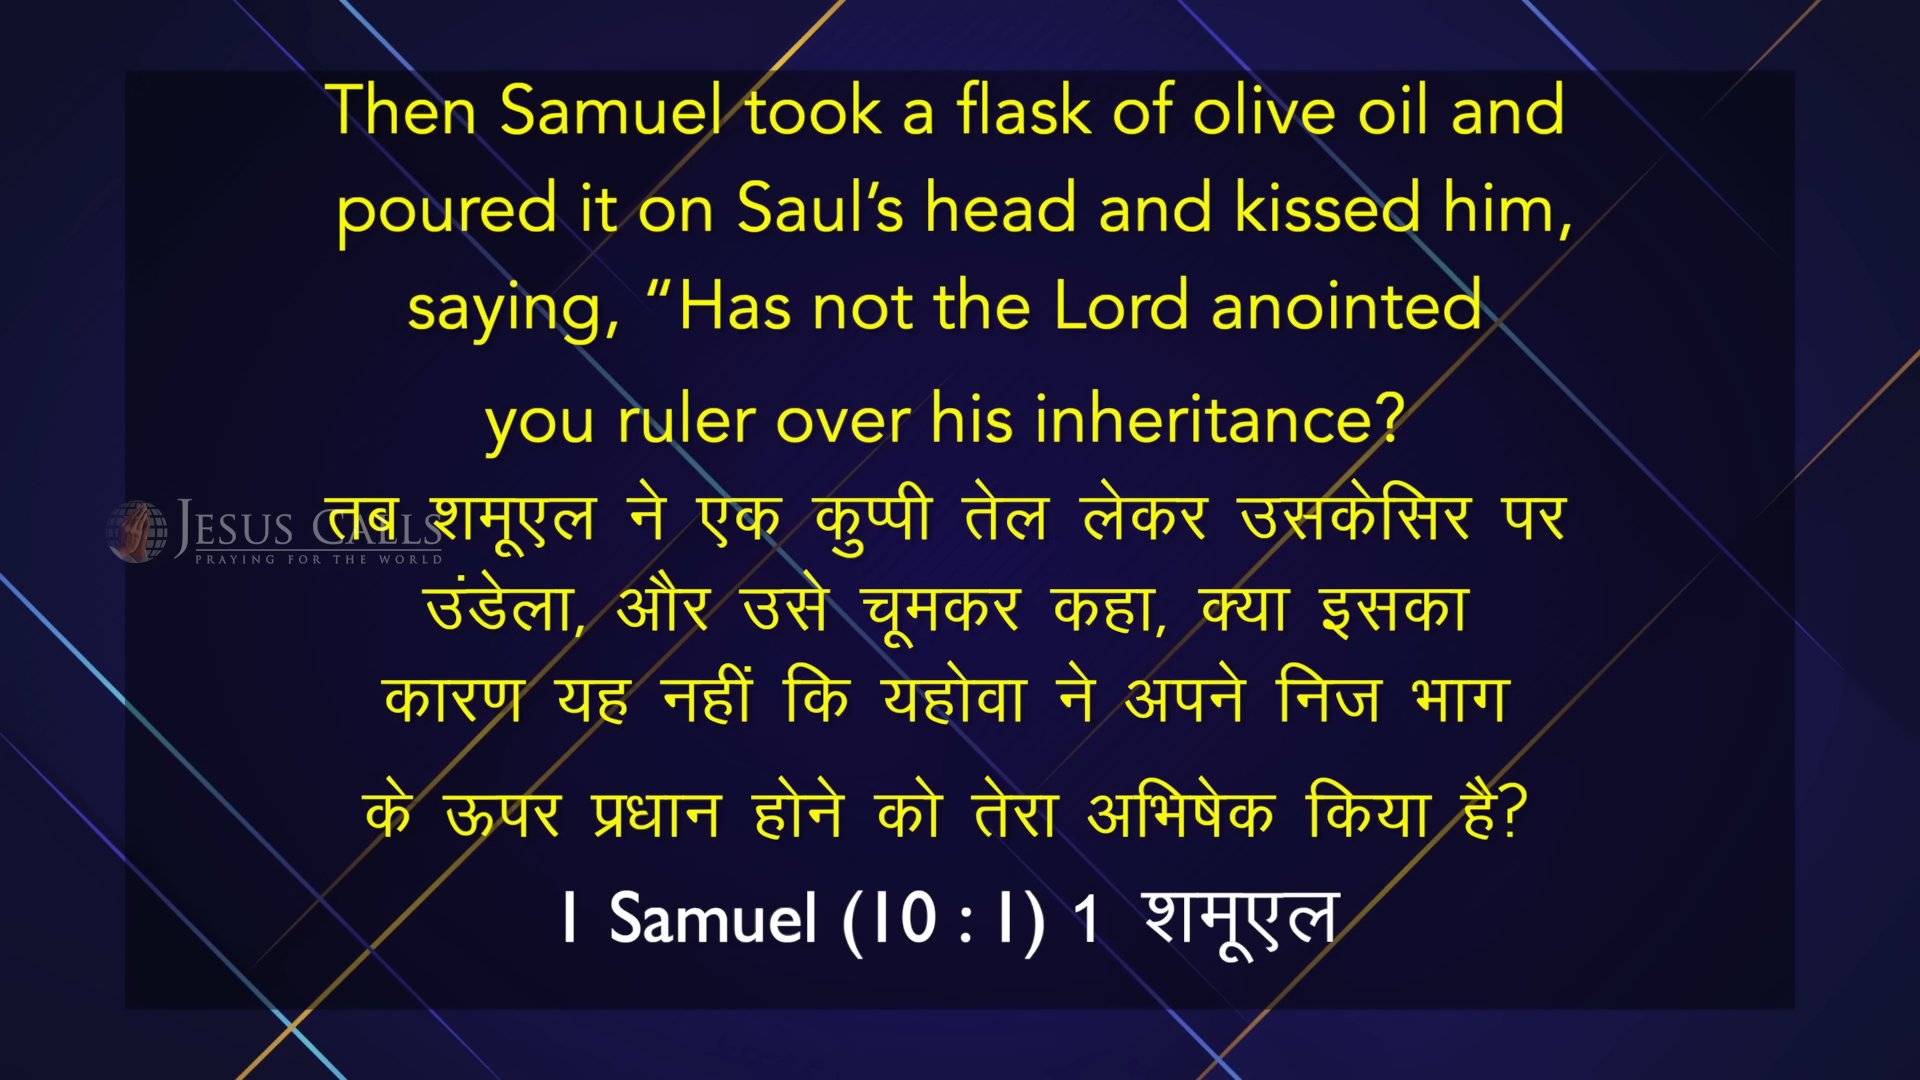 Then Samuel took a flask of olive oil and
poured it on Saul’s head and kissed him,
saying, “Has not the Lord anointed
you ruler over his inheritance?
तब शमूएल ने एक कुप्पी तेल लेकर उसकेसिर पर
उंडेला, और उसे चूमकर कहा, क्या इसका
कारण यह नहीं कि यहोवा ने अपने निज भाग
के ऊपर प्रधान होने को तेरा अभिषेक किया है?
1 Samuel (10 : 1) 1 शमूएल
JESUS CALLS
PRAYING FOR THE WORLD